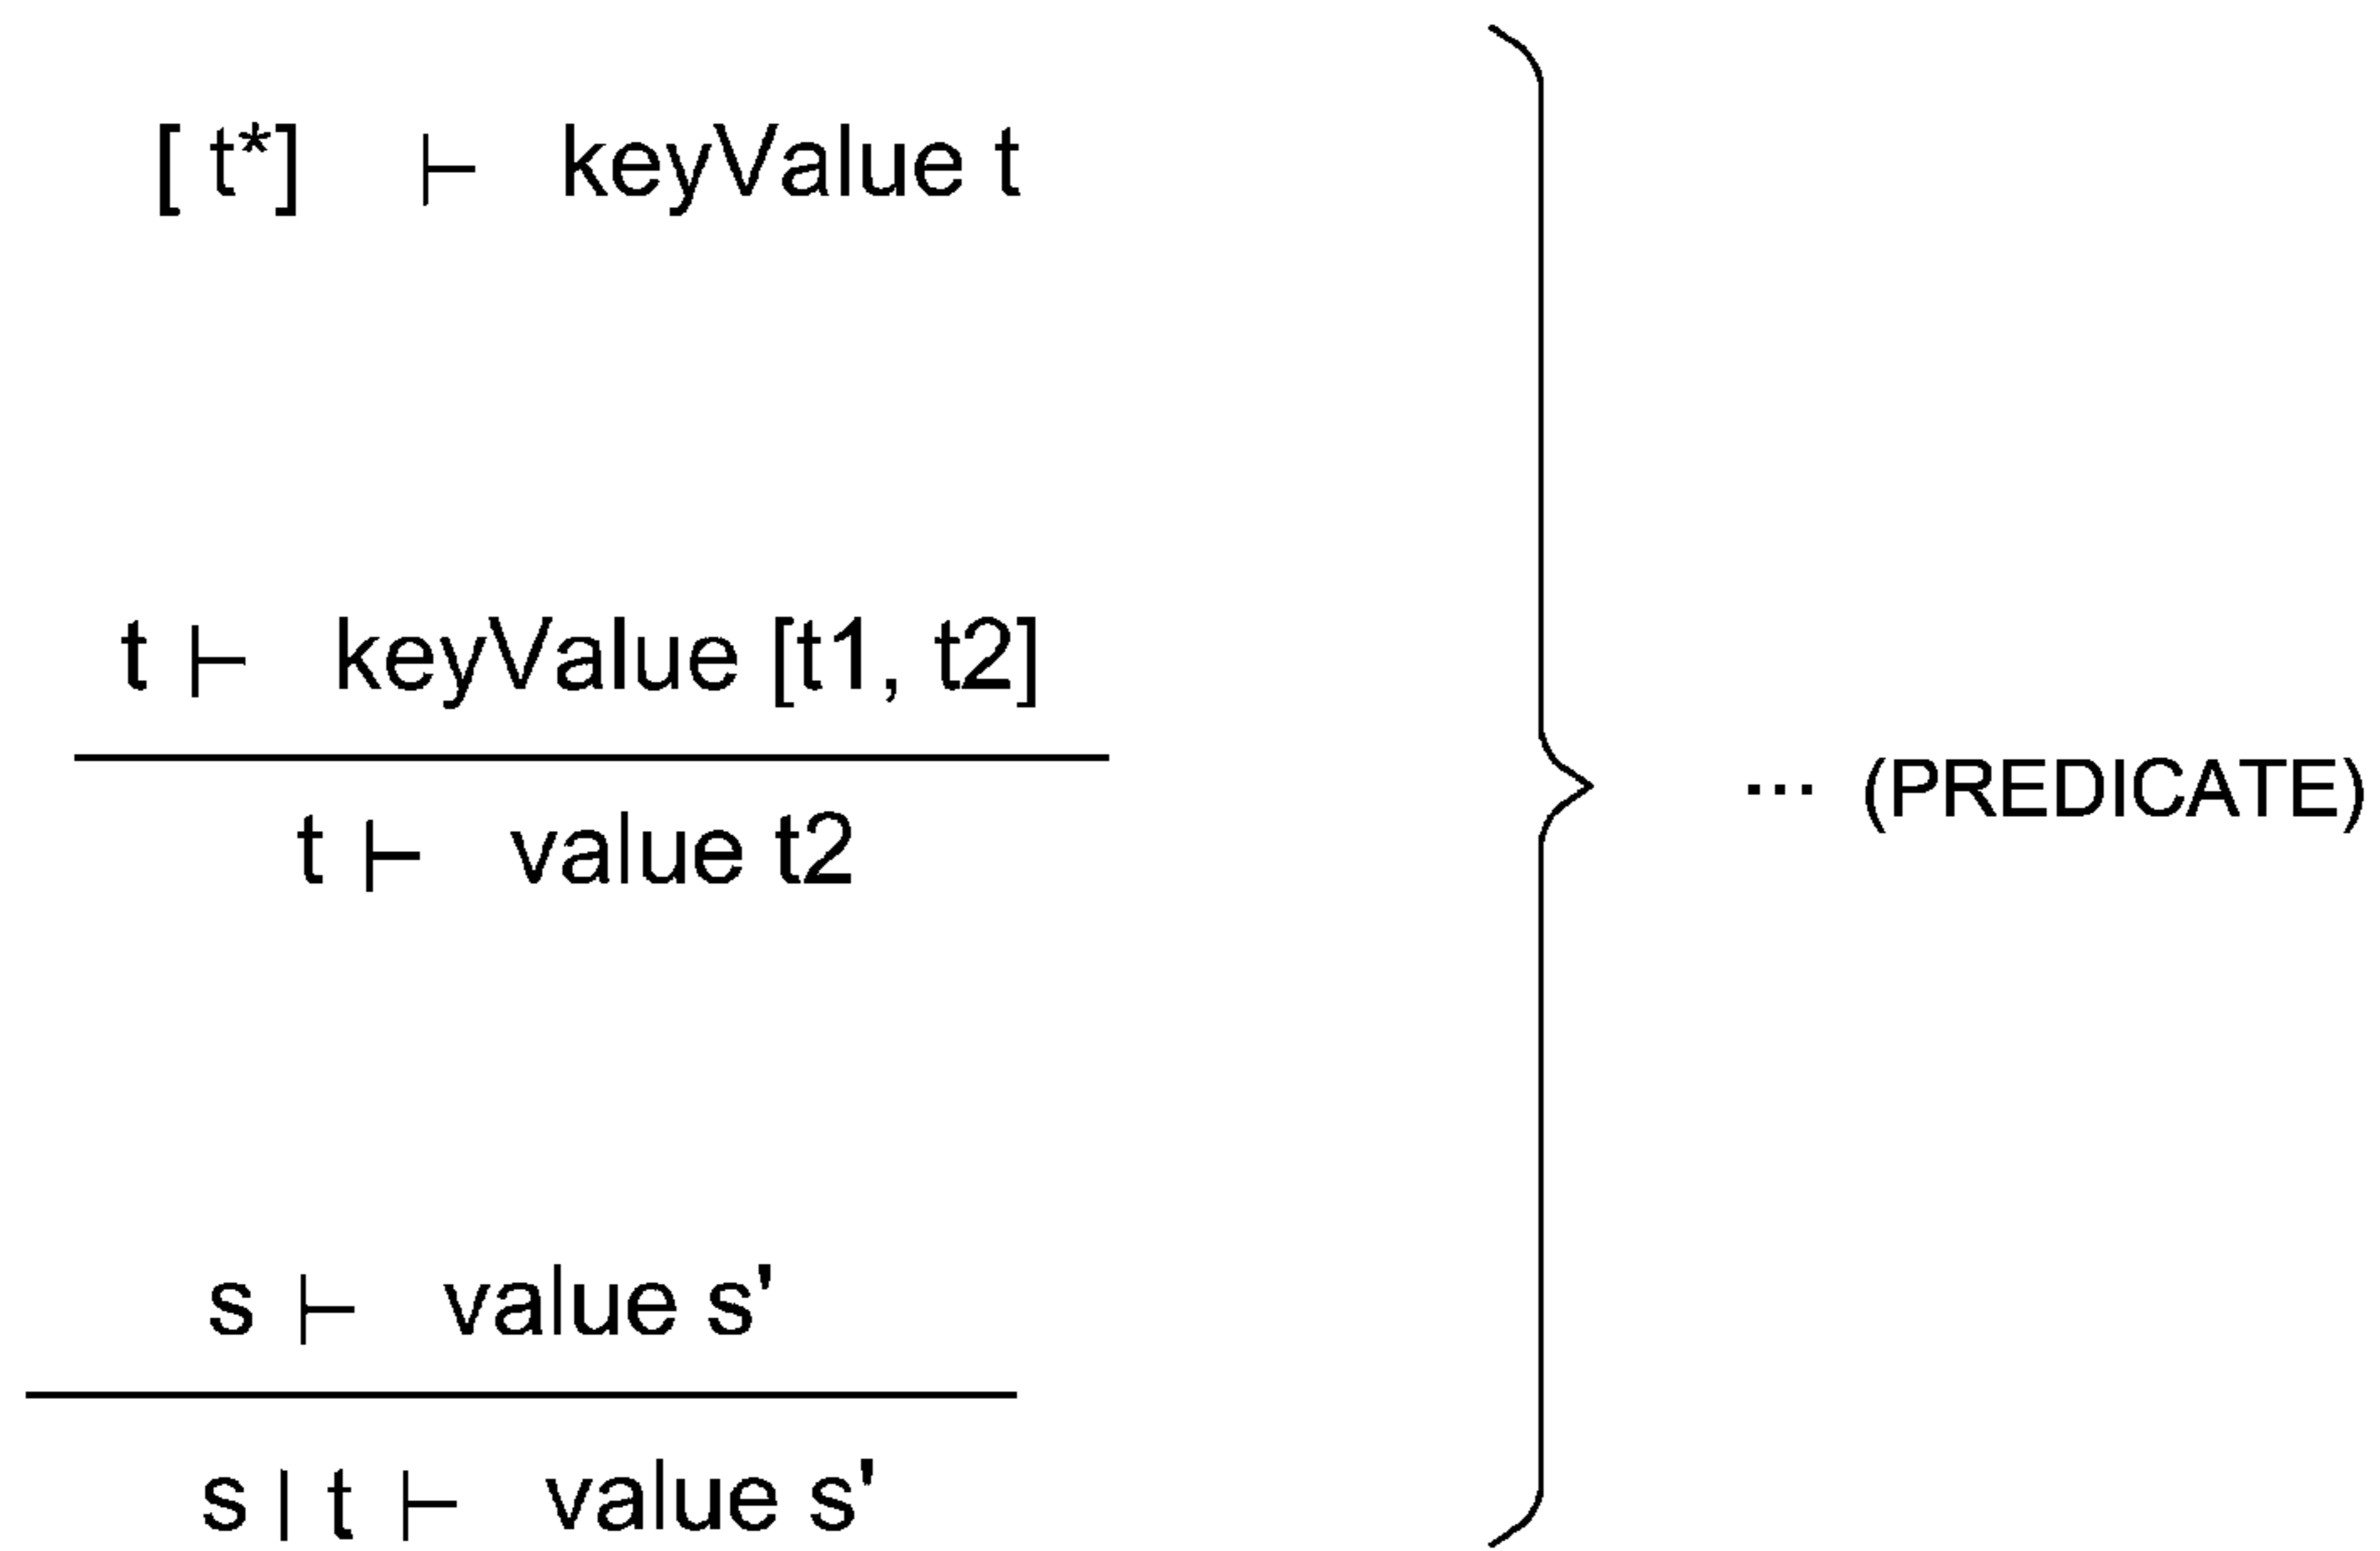 [ t*] ⊢ keyValue t
t ⊢ keyValue [t1, t2]
t ⊢ value t2
··· (PREDICATE)
s ⊢ value s'
s | t ⊢ value s'